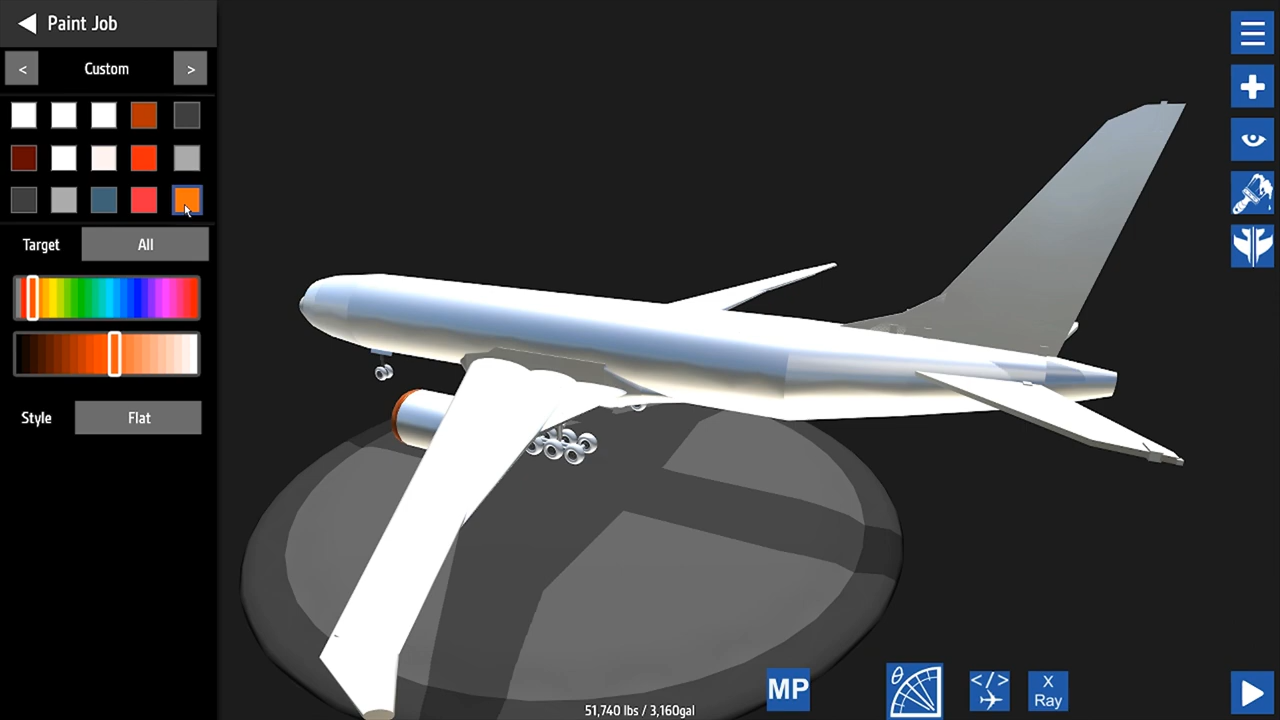 Paint Job
< Custom >
Target All
Style Flat
MP
θ
</>
X
Ray
51,740 lbs / 3,160gal